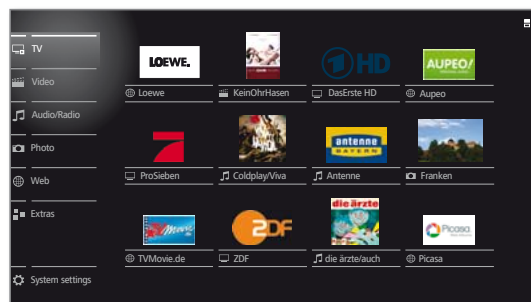 TV
Video
Audio/Radio
Photo
Web
Extras
System settings
LOEWE.
HD
AUPEO!
Loewe
KeinOhrHasen
DasErste HD
Aupeo
antenne
BAYERN
ProSieben
Coldplay/Viva
Antenne
Franken
Movie
ZDF
die ärzte
Picasa
TVMovie.de
ZDF
die ärzte/auch
Picasa